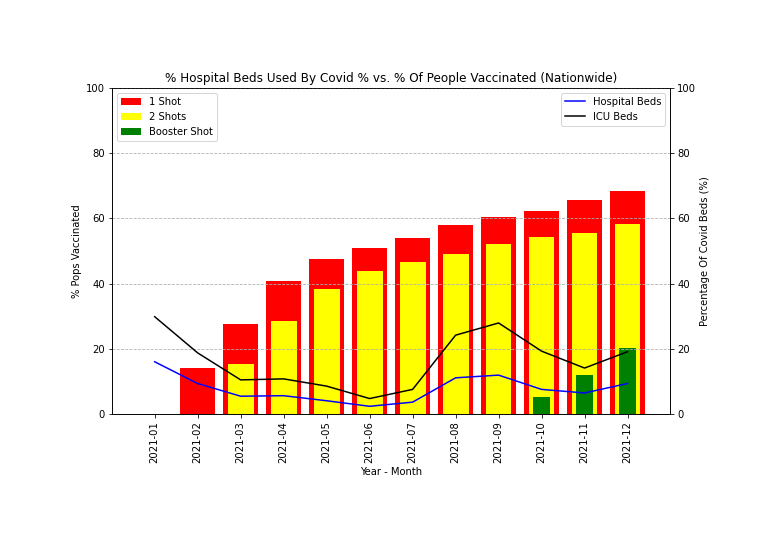 % Hospital Beds Used By Covid % vs. % Of People Vaccinated (Nationwide)
1 Shot
2 Shots
Booster Shot
Hospital Beds
ICU Beds
% Pops Vaccinated
100
80
60
40
20
0
100
80
60
40
20
0
Percentage Of Covid Beds (%)
2021-01
2021-02
2021-03
2021-04
2021-05
2021-06
2021-07
2021-08
2021-09
2021-10
2021-11
2021-12
Year - Month